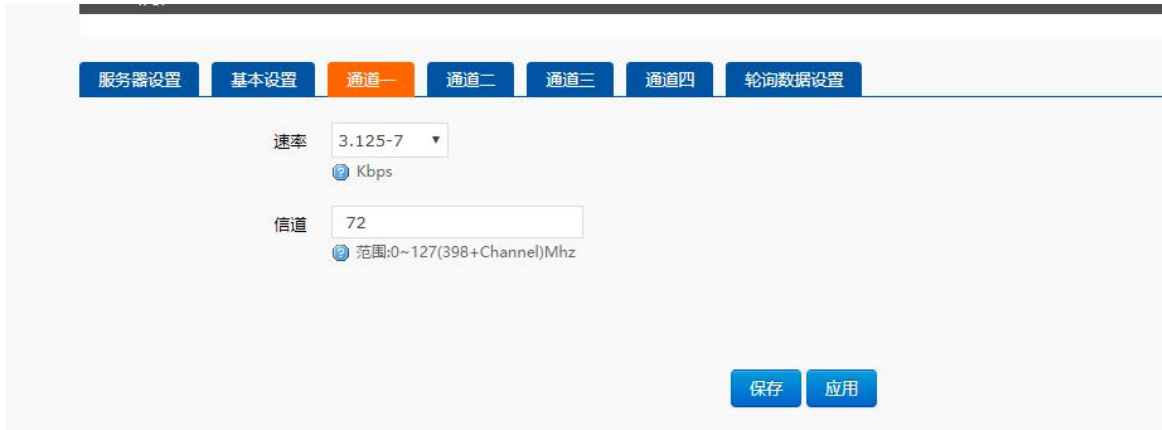 服务器设置 基本设置 通道一 通道二 通道三 通道四 轮询数据设置
速率 3.125-7
Kbps
信道 72
范围:0~127(398+Channel)Mhz
保存 应用